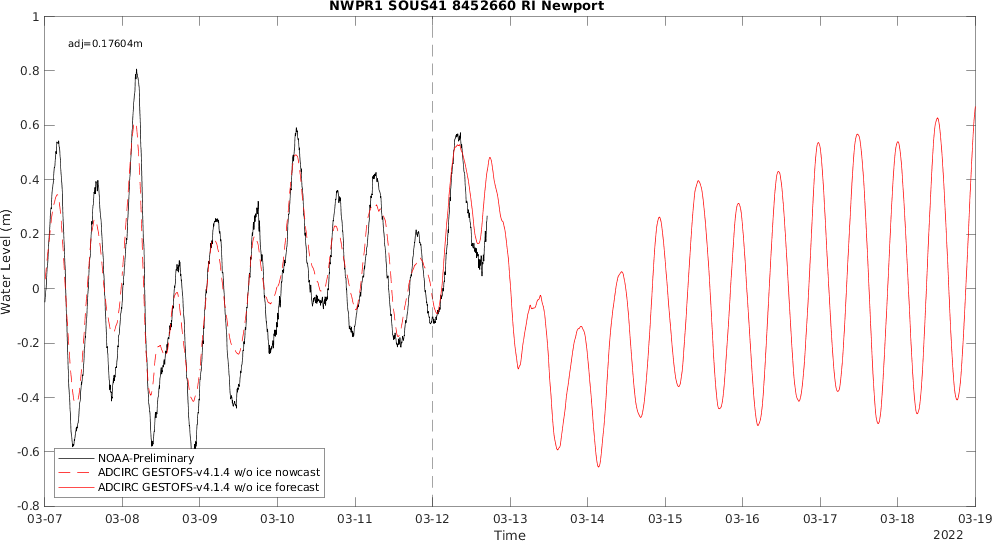 NWPR1 SOUS41 8452660 RI Newport
adj=0.17604m
1
0.8
0.6
0.4
0.2
0
-0.2
-0.4
-0.6
-0.8
Water Level (m)
NOAA-Preliminary
ADCIRC GESTOFS-v4.1.4 w/o ice nowcast
ADCIRC GESTOFS-v4.1.4 w/o ice forecast
03-07 03-08 03-09 03-10 03-11 03-12 03-13 03-14 03-15 03-16 03-17 03-18 03-19
Time
2022